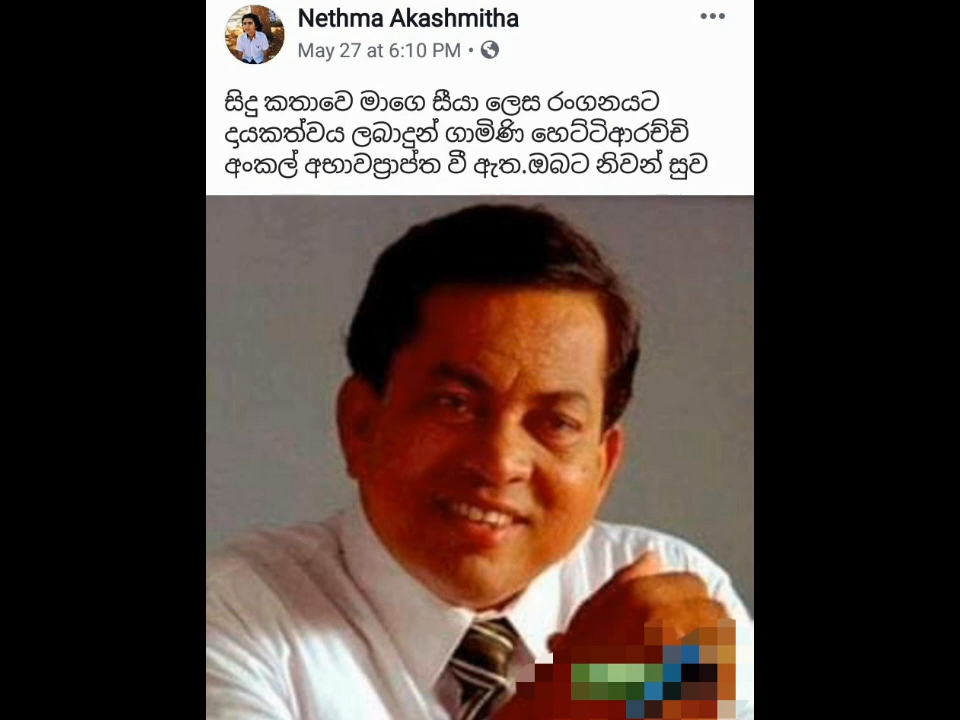 Nethma Akashmitha
May 27 at 6:10 PM •
සිදු කතාවෙ මාගෙ සීයා ලෙස රංගනයට
දායකත්වය ලබාදුන් ගාමිණි හෙට්ටිආරච්චි
අංකල් අභාවප්‍රාප්ත වී ඇත.ඔබට නිවන් සුව